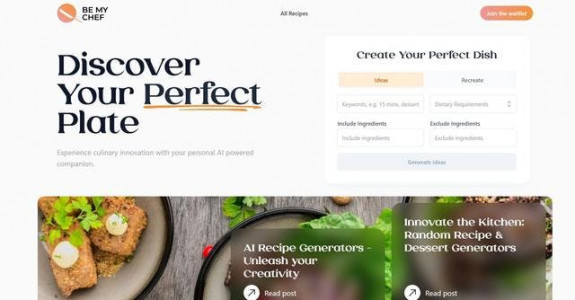 BE MY
CHEF
All Recipes
Join the waitlist
Discover
Your Perfect
Plate
Experience culinary innovation with your personal AI powered
companion.
Create Your Perfect Dish
Ideas
Recreate
Keywords, e.g. 15 mins, dessert
Dietary Requirements
Include Ingredients
Exclude Ingredients
Include Ingredients
Include Ingredients
Generate Ideas
AI Recipe Generators -
Unleash your
Creativity
Read post
Innovate the Kitchen:
Random Recipe &
Dessert Generators
Read post